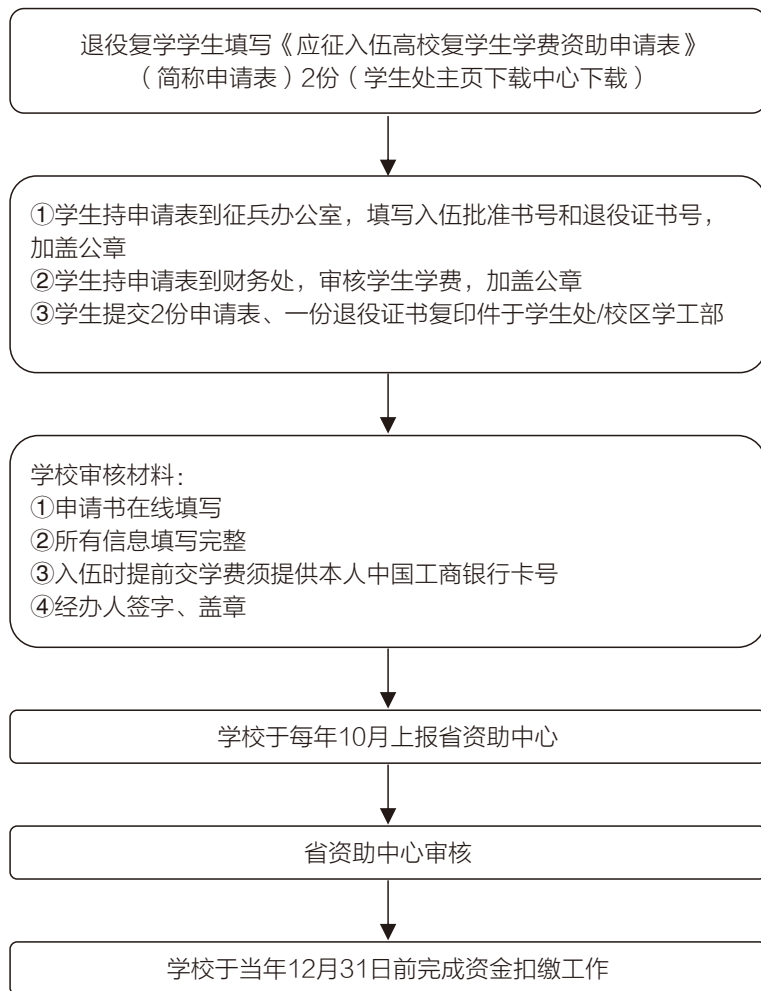 退役复学学生填写《应征入伍高校复学生学费资助申请表》
（简称申请表）2份（学生处主页下载中心下载）
①学生持申请表到征兵办公室，填写入伍批准书号和退役证书号，
加盖公章
②学生持申请表到财务处，审核学生学费，加盖公章
③学生提交2份申请表、一份退役证书复印件于学生处/校区学工部
学校审核材料：
①申请书在线填写
②所有信息填写完整
③入伍时提前交学费须提供本人中国工商银行卡号
④经办人签字、盖章
学校于每年10月上报省资助中心
省资助中心审核
学校于当年12月31日前完成资金扣缴工作